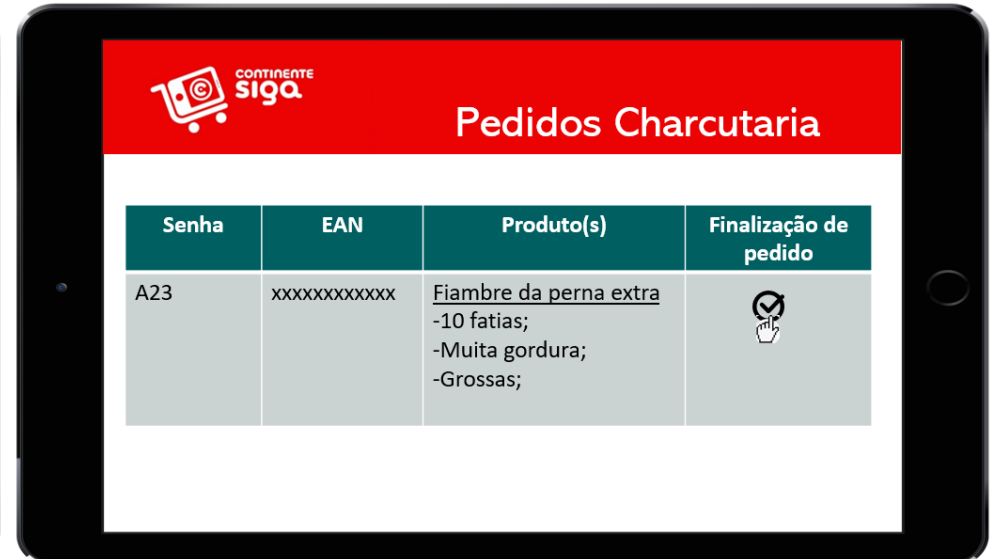 CONTINENTE
siga
Pedidos Charcutaria
Senha
EAN
Produto(s)
Finalização de
pedido
A23
xxxxxxxxxxxx
Fiambre da perna extra
-10 fatias;
-Muita gordura;
-Grossas;